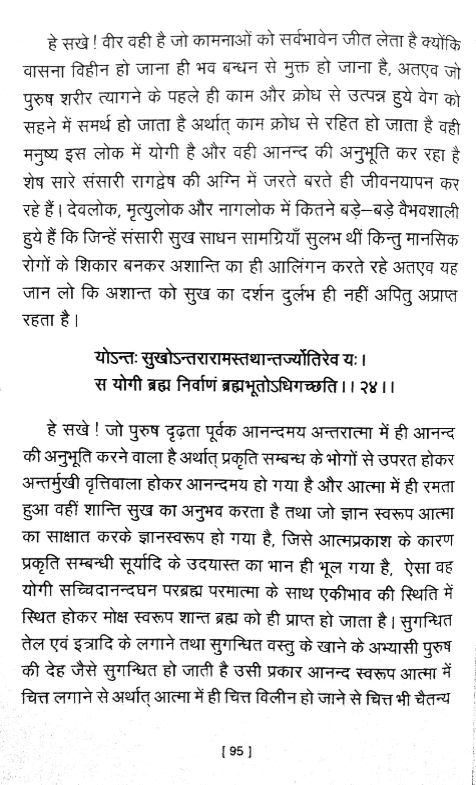 हे सखे ! वीर वही है जो कामनाओं को सर्वभावेन जीत लेता है क्योंकि
वासना विहीन हो जाना ही भव बन्धन से मुक्त हो जाना है, अतएव जो
पुरुष शरीर त्यागने के पहले ही काम और क्रोध से उत्पन्न हुये वेग को
सहने में समर्थ हो जाता है अर्थात् काम क्रोध से रहित हो जाता है वही
मनुष्य इस लोक में योगी है और वही आनन्द की अनुभूति कर रहा है
शेष सारे संसारी रागद्वेष की अग्नि में जरते बरते ही जीवनयापन कर
रहे हैं। देवलोक, मृत्युलोक और नागलोक में कितने बड़े–बड़े वैभवशाली
हुये हैं कि जिन्हें संसारी सुख साधन सामग्रियाँ सुलभ थीं किन्तु मानसिक
रोगों के शिकार बनकर अशान्ति का ही आलिंगन करते रहे अतएव यह
जान लो कि अशान्त को सुख का दर्शन दुर्लभ ही नहीं अपितु अप्राप्त
रहता है।
योऽन्तः सुखोऽन्तरारामस्तथान्तर्ज्योतिरेव यः।
स योगी ब्रह्म निर्वाणं ब्रह्मभूतोऽधिगच्छति।। २४।।
हे सखे ! जो पुरुष दृढ़ता पूर्वक आनन्दमय अन्तरात्मा में ही आनन्द
की अनुभूति करने वाला है अर्थात् प्रकृति सम्बन्ध के भोगों से उपरत होकर
अन्तर्मुखी वृत्तिवाला होकर आनन्दमय हो गया है और आत्मा में ही रमता
हुआ वहीं शान्ति सुख का अनुभव करता है तथा जो ज्ञान स्वरूप आत्मा
का साक्षात करके ज्ञानस्वरूप हो गया है, जिसे आत्मप्रकाश के कारण
प्रकृति सम्बन्धी सूर्यादि के उदयास्त का भान ही भूल गया है, ऐसा वह
योगी सच्चिदानन्दघन परब्रह्म परमात्मा के साथ एकीभाव की स्थिति में
स्थित होकर मोक्ष स्वरूप शान्त ब्रह्म को ही प्राप्त हो जाता है। सुगन्धित
तेल एवं इत्रादि के लगाने तथा सुगन्धित वस्तु के खाने के अभ्यासी पुरुष
की देह जैसे सुगन्धित हो जाती है उसी प्रकार आनन्द स्वरूप आत्मा में
चित्त लगाने से अर्थात् आत्मा में ही चित्त विलीन हो जाने से चित्त भी चैतन्य
[ 95 ]